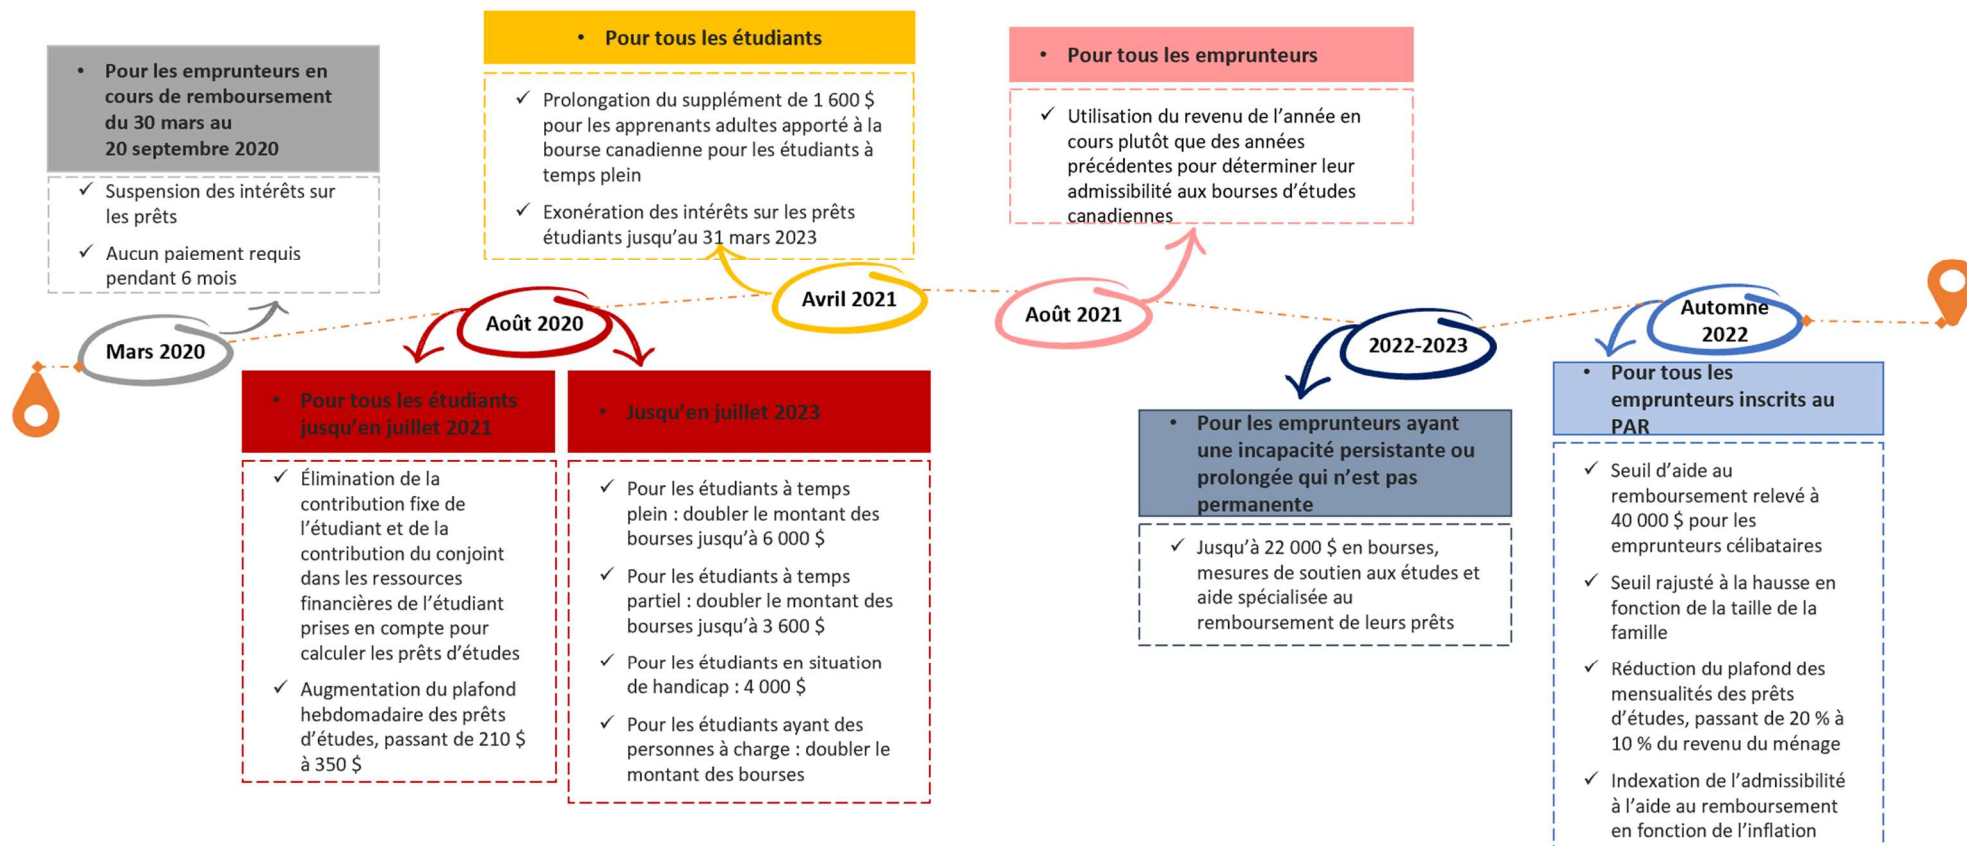 • Pour les emprunteurs en
cours de remboursement
du 30 mars au
20 septembre 2020
✓ Suspension des intérêts sur
les prêts
✓ Aucun paiement requis
pendant 6 mois
Mars 2020
Août 2020
• Pour tous les étudiants
jusqu’en juillet 2021
✓ Élimination de la
contribution fixe de
l’étudiant et de la
contribution du conjoint
dans les ressources
financières de l’étudiant
prises en compte pour
calculer les prêts d’études
✓ Augmentation du plafond
hebdomadaire des prêts
d’études, passant de 210 $
à 350 $
• Jusqu’en juillet 2023
✓ Pour les étudiants à temps
plein : doubler le montant des
bourses jusqu’à 6 000 $
✓ Pour les étudiants à temps
partiel : doubler le montant des
bourses jusqu’à 3 600 $
✓ Pour les étudiants en situation
de handicap : 4 000 $
✓ Pour les étudiants ayant des
personnes à charge : doubler le
montant des bourses
• Pour tous les étudiants
✓ Prolongation du supplément de 1 600 $
pour les apprenants adultes apporté à la
bourse canadienne pour les étudiants à
temps plein
✓ Exonération des intérêts sur les prêts
étudiants jusqu’au 31 mars 2023
Avril 2021
• Pour tous les emprunteurs
✓ Utilisation du revenu de l’année en
cours plutôt que des années
précédentes pour déterminer leur
admissibilité aux bourses d’études
canadiennes
Août 2021
2022-2023
• Pour les emprunteurs ayant
une incapacité persistante ou
prolongée qui n’est pas
permanente
✓ Jusqu’à 22 000 $ en bourses,
mesures de soutien aux études et
aide spécialisée au
remboursement de leurs prêts
Automne
2022
• Pour tous les
emprunteurs inscrits au
PAR
✓ Seuil d’aide au
remboursement relevé à
40 000 $ pour les
emprunteurs célibataires
✓ Seuil rajusté à la hausse en
fonction de la taille de la
famille
✓ Réduction du plafond des
mensualités des prêts
d’études, passant de 20 % à
10 % du revenu du ménage
✓ Indexation de l’admissibilité
à l’aide au remboursement
en fonction de l’inflation